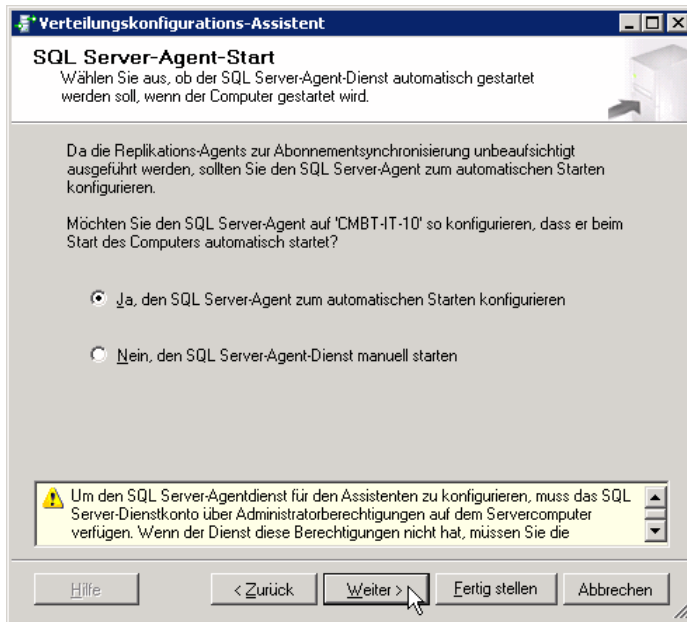 Verteilungskonfigurations-Assistent
SQL Server-Agent-Start
Wählen Sie aus, ob der SQL Server-Agent-Dienst automatisch gestartet
werden soll, wenn der Computer gestartet wird.
Da die Replikations-Agents zur Abonnementsynchronisierung unbeaufsichtigt
ausgeführt werden, sollten Sie den SQL Server-Agent zum automatischen Starten
konfigurieren.
Möchten Sie den SQL Server-Agent auf 'CMBT-IT-10' so konfigurieren, dass er beim
Start des Computers automatisch startet?
Ja, den SQL Server-Agent zum automatischen Starten konfigurieren
Nein, den SQL Server-Agent-Dienst manuell starten
Um den SQL Server-Agentdienst für den Assistenten zu konfigurieren, muss das SQL
Server-Dienstkonto über Administratorberechtigungen auf dem Servercomputer
verfügen. Wenn der Dienst diese Berechtigungen nicht hat, müssen Sie die
Hilfe < Zurück Weiter > Fertig stellen Abbrechen